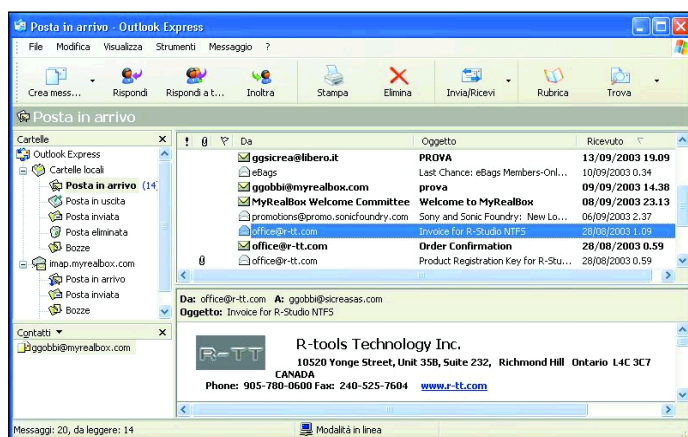 Posta in arrivo - Outlook Express
File Modifica Visualizza Strumenti Messaggio ?
Crea mess... Rispondi Rispondi a t... Inoltra Stampa Elimina Invia/Ricevi Rubrica Trova
Posta in arrivo
Cartelle
Outlook Express
Cartelle locali
Posta in arrivo (14
Posta in uscita
Posta inviata
Posta eliminata
Bozze
imap.myrealbox.com
Posta in arrivo
Posta inviata
Bozze
Contatti
ggobbi@myrealbox.com
! Da Oggetto Ricevuto
ggsicrea@libero.it PROVA 13/09/2003 19.09
eBags Last Chance: eBags Members-Onl... 10/09/2003 0.34
ggobbi@myrealbox.com prova 09/09/2003 14.38
MyRealBox Welcome Committee Welcome to MyRealBox 08/09/2003 23.13
promotions@promo.sonicfoundry.com Sony and Sonic Foundry: New Lo... 06/09/2003 2.37
office@r-tt.com Invoice for R-Studio NTFS 28/08/2003 1.09
office@r-tt.com Order Confirmation 28/08/2003 0.59
office@r-tt.com Product Registration Key for R-Stu... 28/08/2003 0.59
Da: office@r-tt.com A: ggobbi@sicreasas.com
Oggetto: Invoice for R-Studio NTFS
R-TT
R-tools Technology Inc.
10520 Yonge Street, Unit 35B, Suite 232, Richmond Hill Ontario L4C 3C7
CANADA
Phone: 905-780-0600 Fax: 240-525-7604 www.r-tt.com
Messaggi: 20, da leggere: 14 Modalità in linea